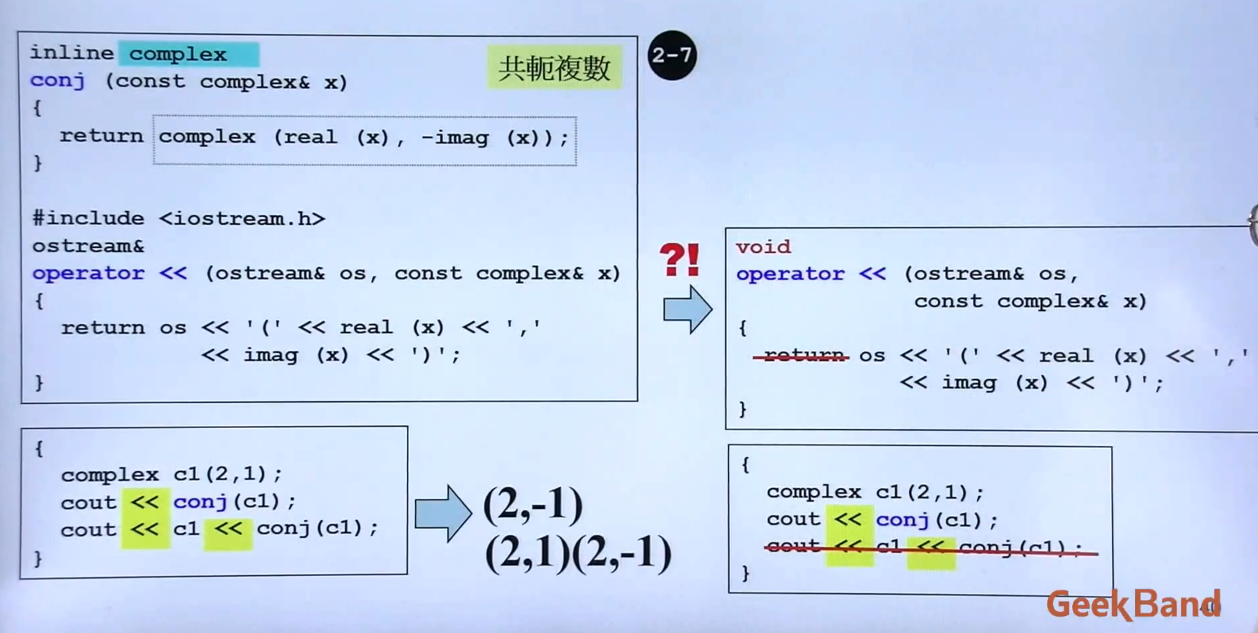 inline complex
conj (const complex& x)
{
return complex (real (x), -imag (x));
}
共軛複數
2-7
#include <iostream.h>
ostream&
operator << (ostream& os, const complex& x)
{
return os << '(' << real (x) << ','
<< imag (x) << ')';
}
?!
void
operator << (ostream& os,
const complex& x)
{
return os << '(' << real (x) << ','
<< imag (x) << ')';
}
{
complex c1(2,1);
cout << conj(c1);
cout << c1 << conj(c1);
}
(2,-1)
(2,1)(2,-1)
{
complex c1(2,1);
cout << conj(c1);
cout << c1 << conj(c1);
}
GeekBand